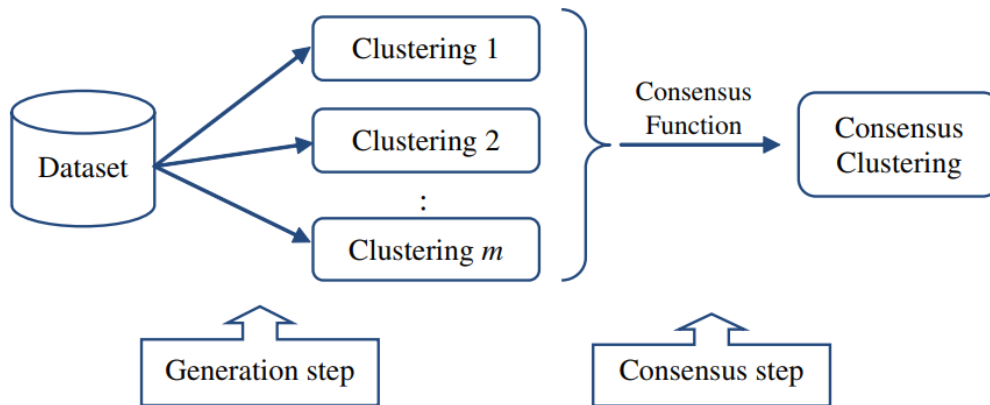 Dataset
Clustering 1
Clustering 2
:
Clustering m
Consensus
Function
Consensus
Clustering
Generation step
Consensus step